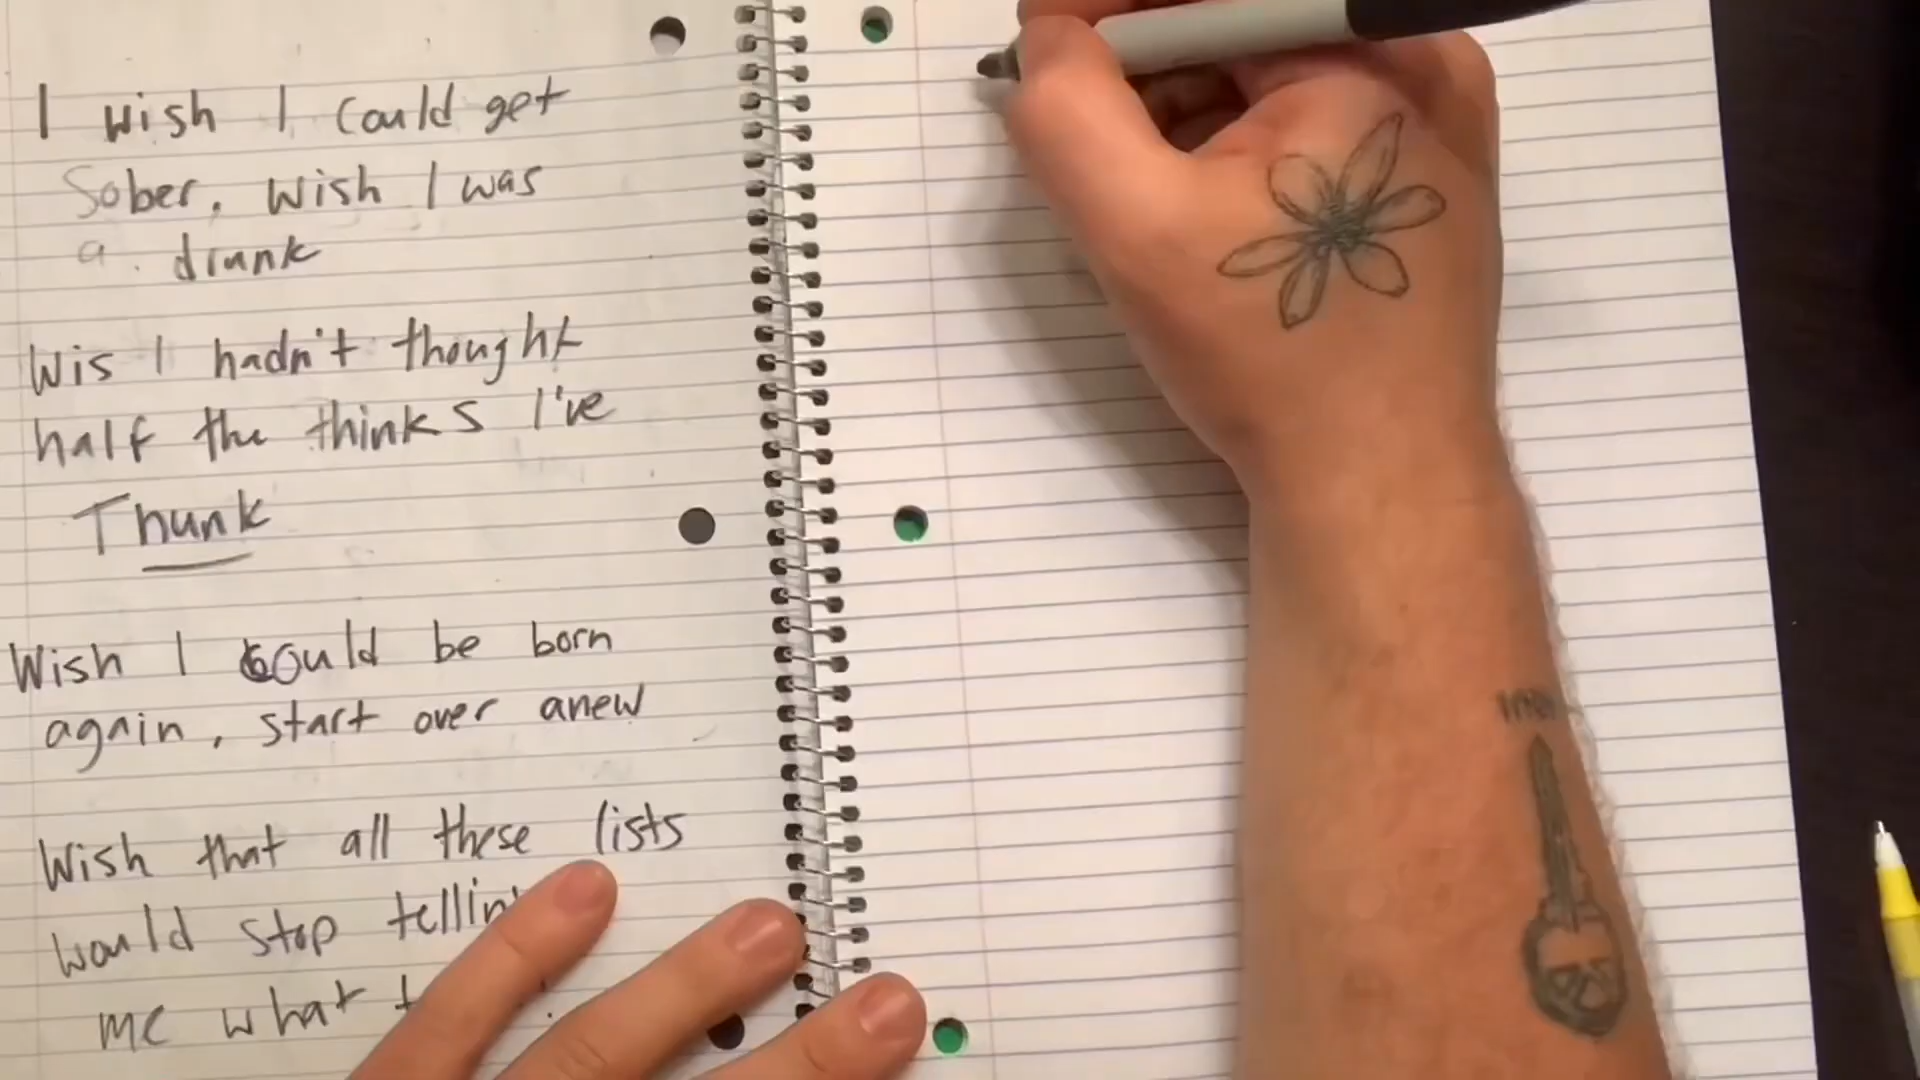 I wish I could get
Sober, wish I was
a drunk
Wis I hadn't thought
half the thinks I've
Thunk
Wish I could be born
again, start over anew
Wish that all these lists
would stop tellin'
me what